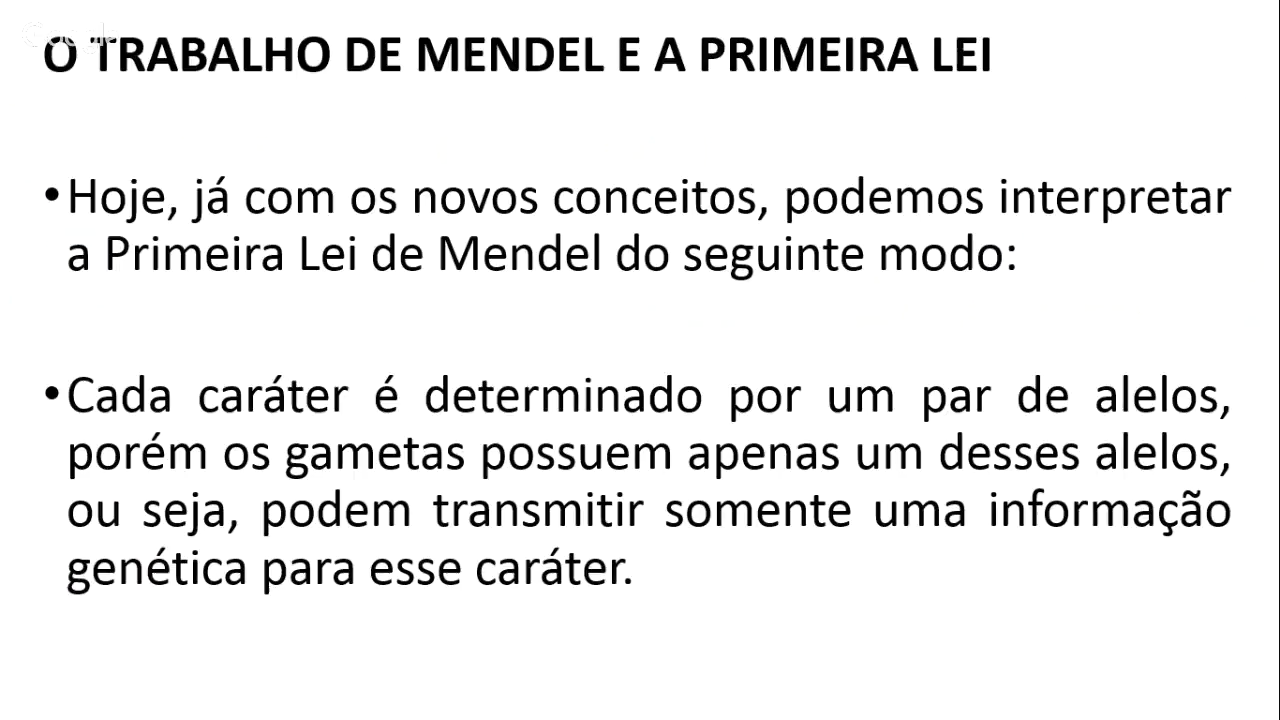 O TRABALHO DE MENDEL E A PRIMEIRA LEI
•Hoje, já com os novos conceitos, podemos interpretar
a Primeira Lei de Mendel do seguinte modo:
•Cada caráter é determinado por um par de alelos,
porém os gametas possuem apenas um desses alelos,
ou seja, podem transmitir somente uma informação
genética para esse caráter.